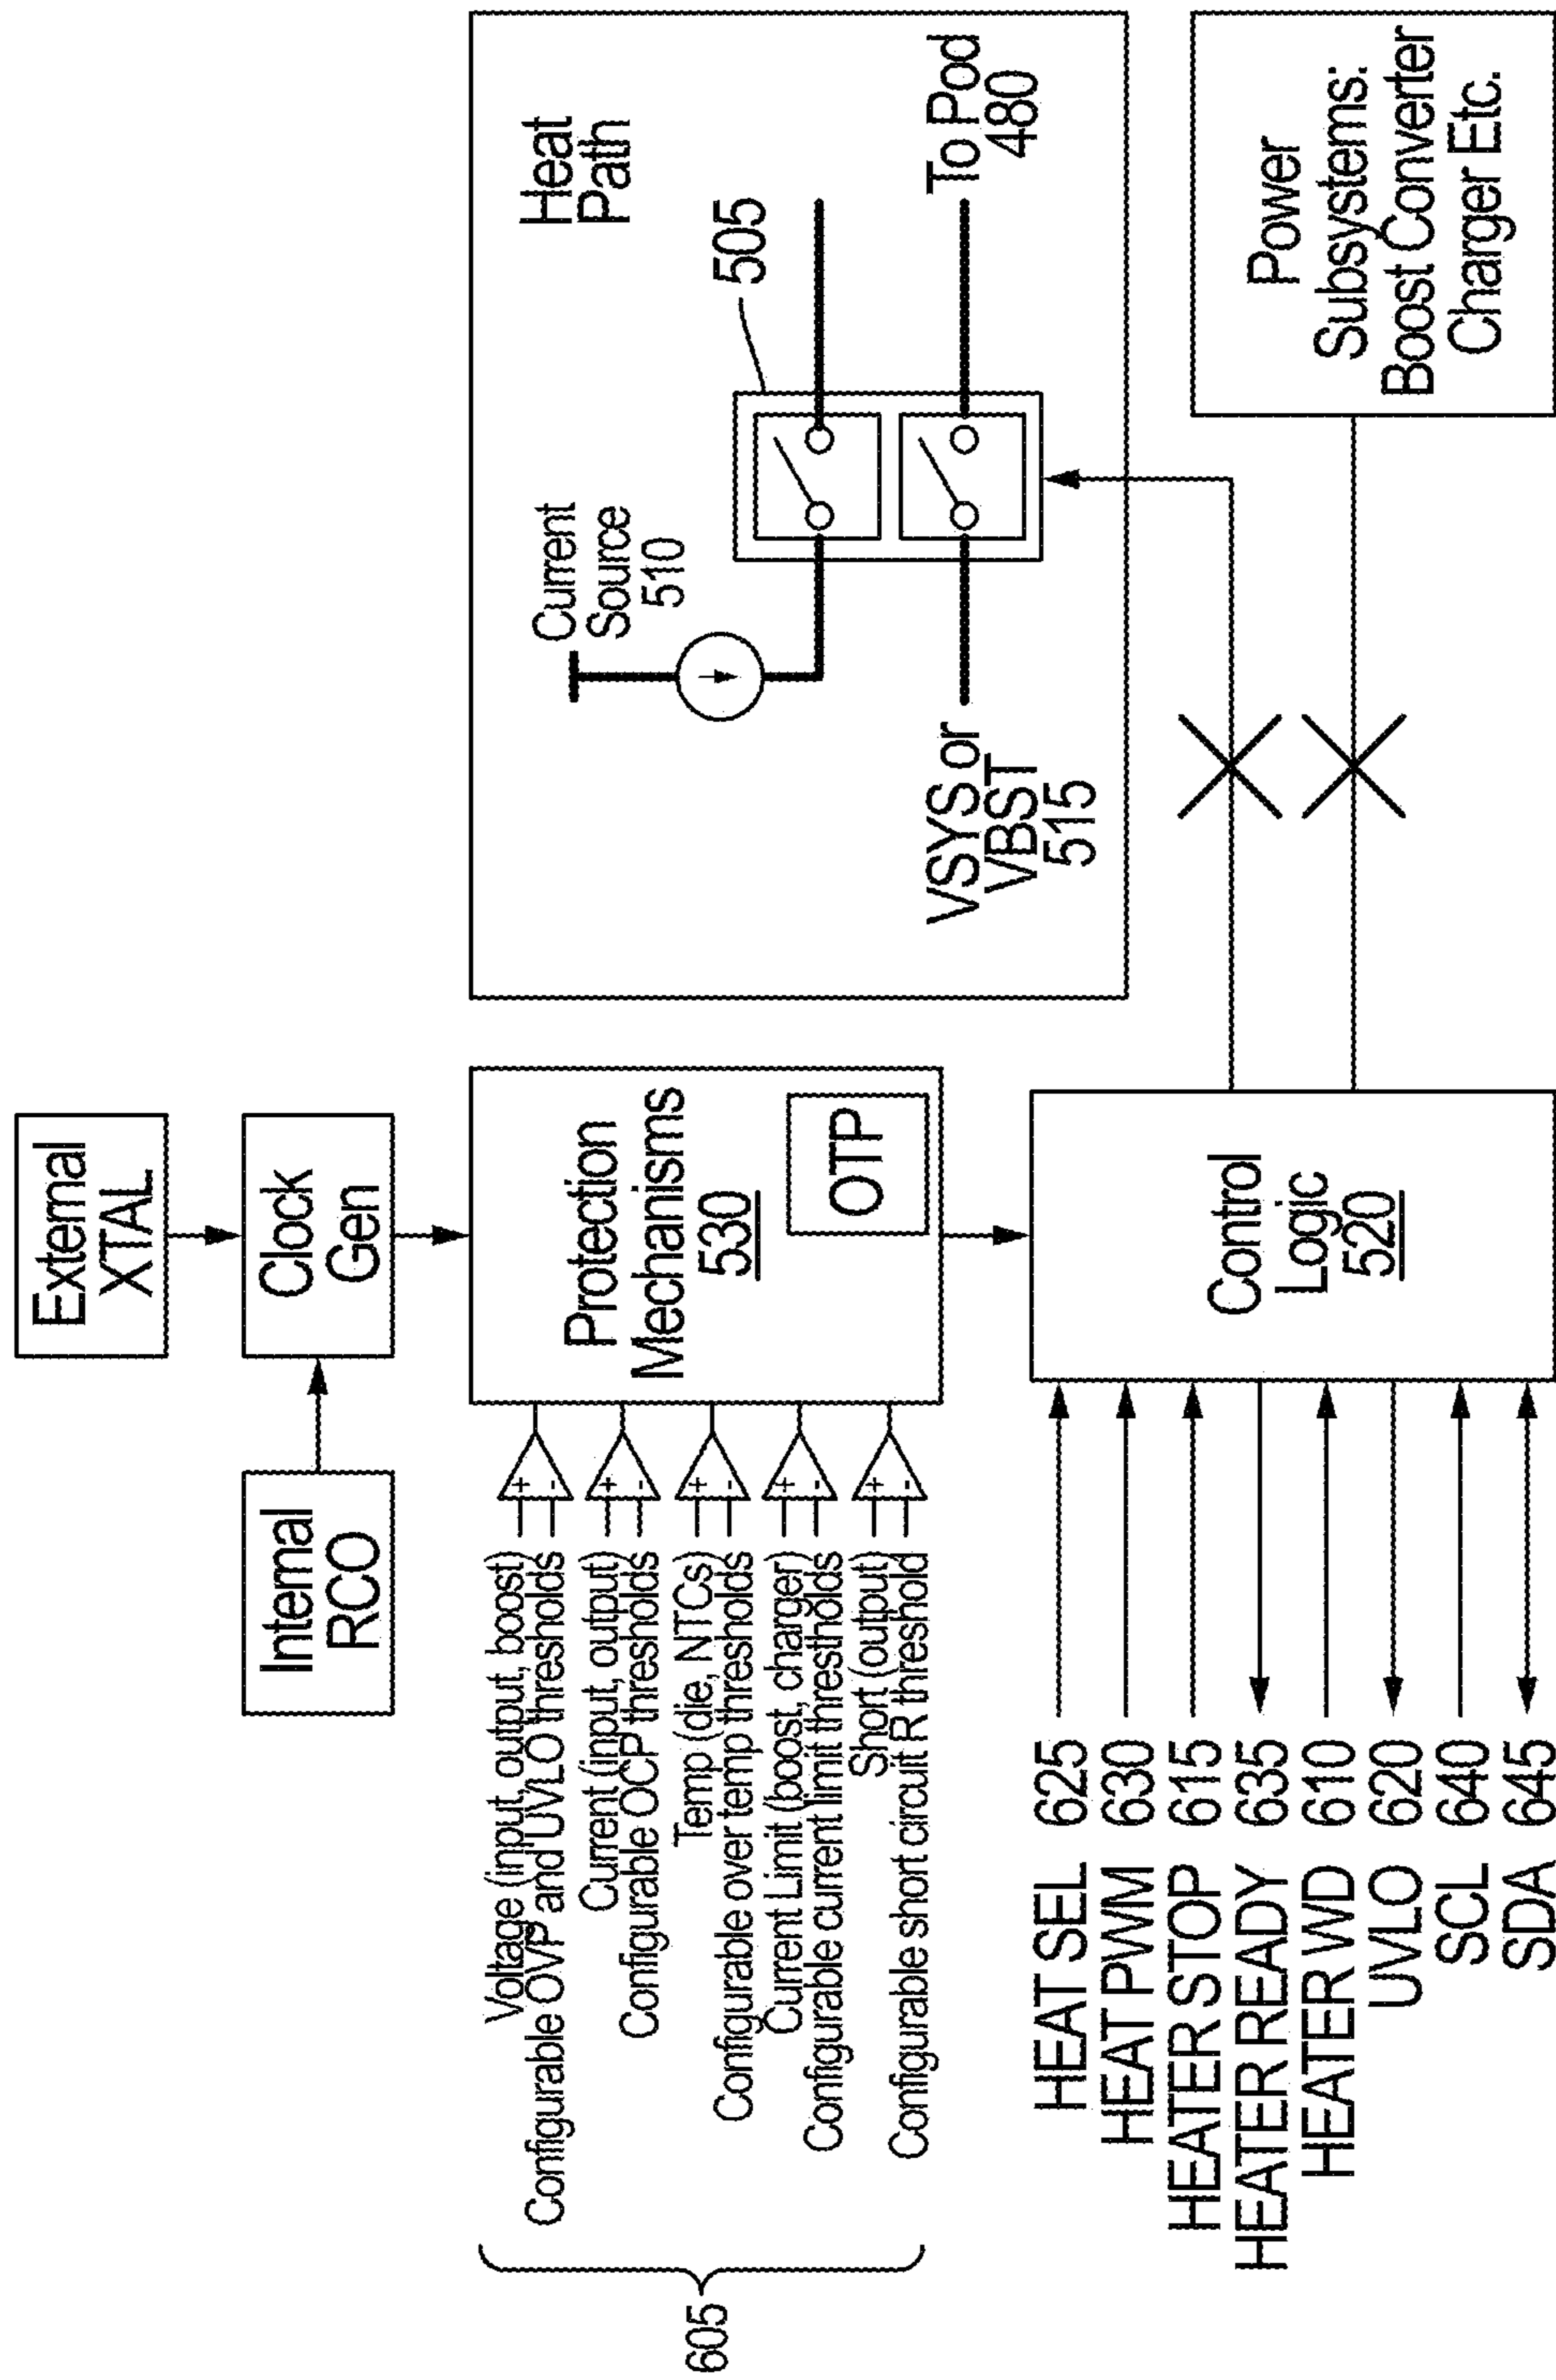 External
XTAL
Internal
RCO
Clock
Gen
Voltage (input, output, boost)
Configurable OVP and UVLO thresholds
Current (input, output)
Configurable OCP thresholds
Temp (die, NTCs)
Configurable over temp thresholds
Current Limit (boost, charger)
Configurable current limit threstholds
Short (output)
Configurable short circuit R threshold
605
+
-
+
-
+
-
+
-
+
-
Protection
Mechanisms
530
OTP
Heat
Path
Current
Source
510
505
To Pod
480
VSYS or
VBST
515
HEAT SEL 625
HEAT PWM 630
HEATER STOP 615
HEATER READY 635
HEATER WD 610
UVLO 620
SCL 640
SDA 645
Control
Logic
520
Power
Subsystems:
Boost Converter
Charger Etc.